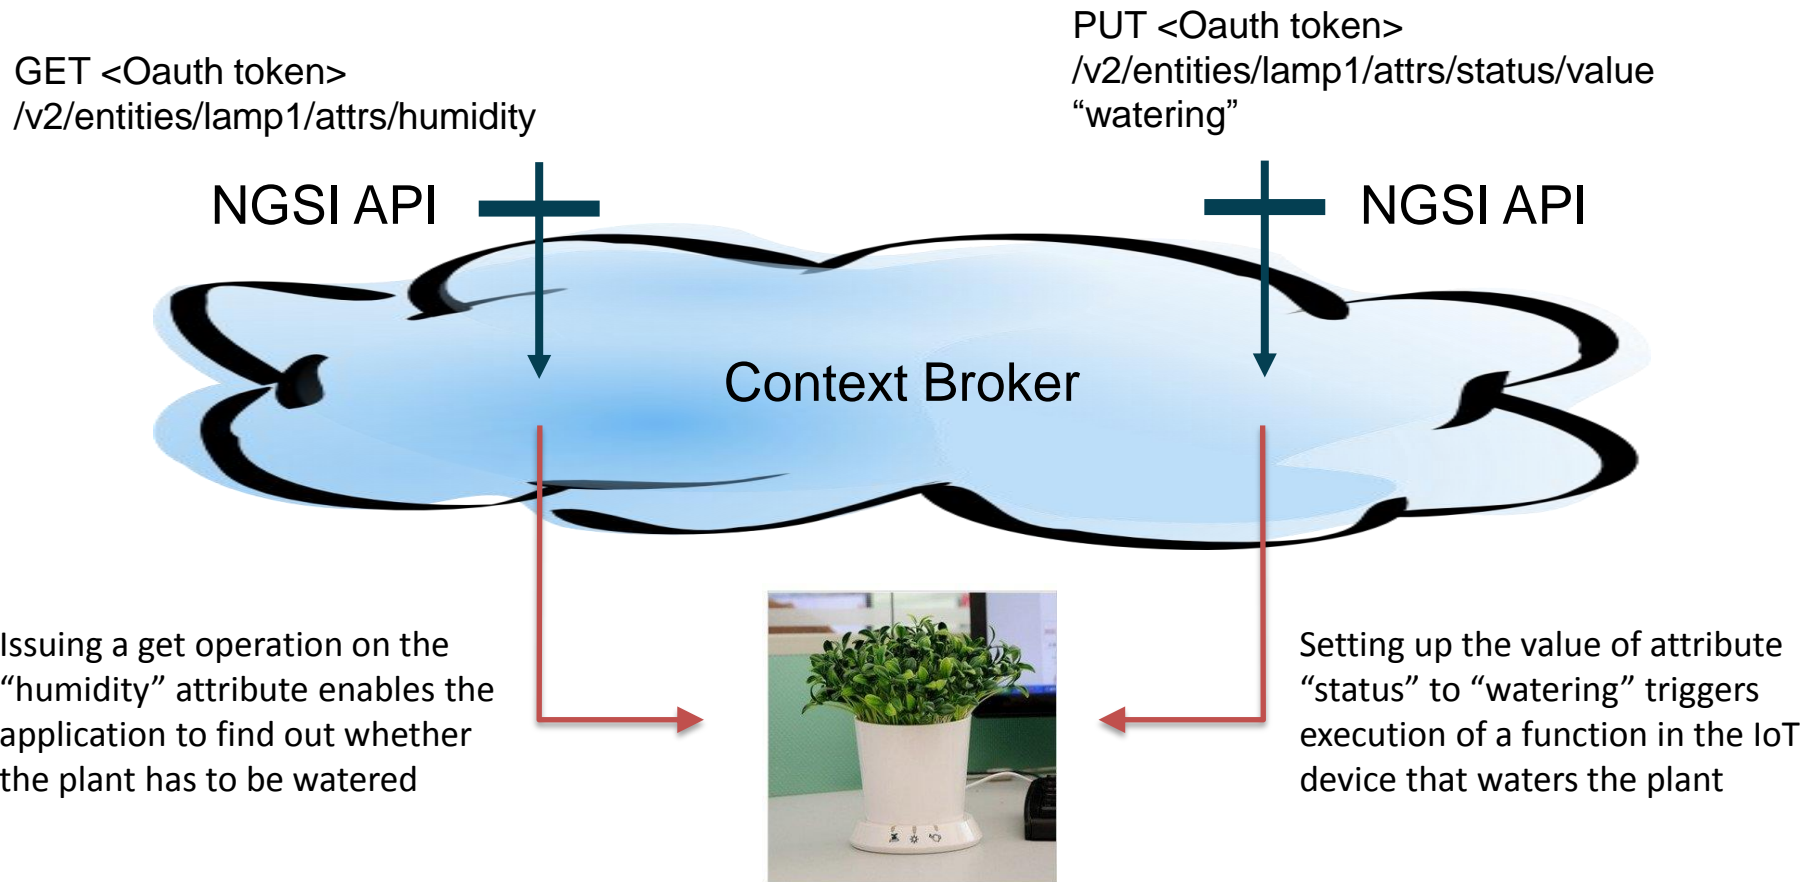 GET <Oauth token>
/v2/entities/lamp1/attrs/humidity
PUT <Oauth token>
/v2/entities/lamp1/attrs/status/value
“watering”
NGSI API
NGSI API
Context Broker
Issuing a get operation on the
“humidity” attribute enables the
application to find out whether
the plant has to be watered
Setting up the value of attribute
“status” to “watering” triggers
execution of a function in the IoT
device that waters the plant